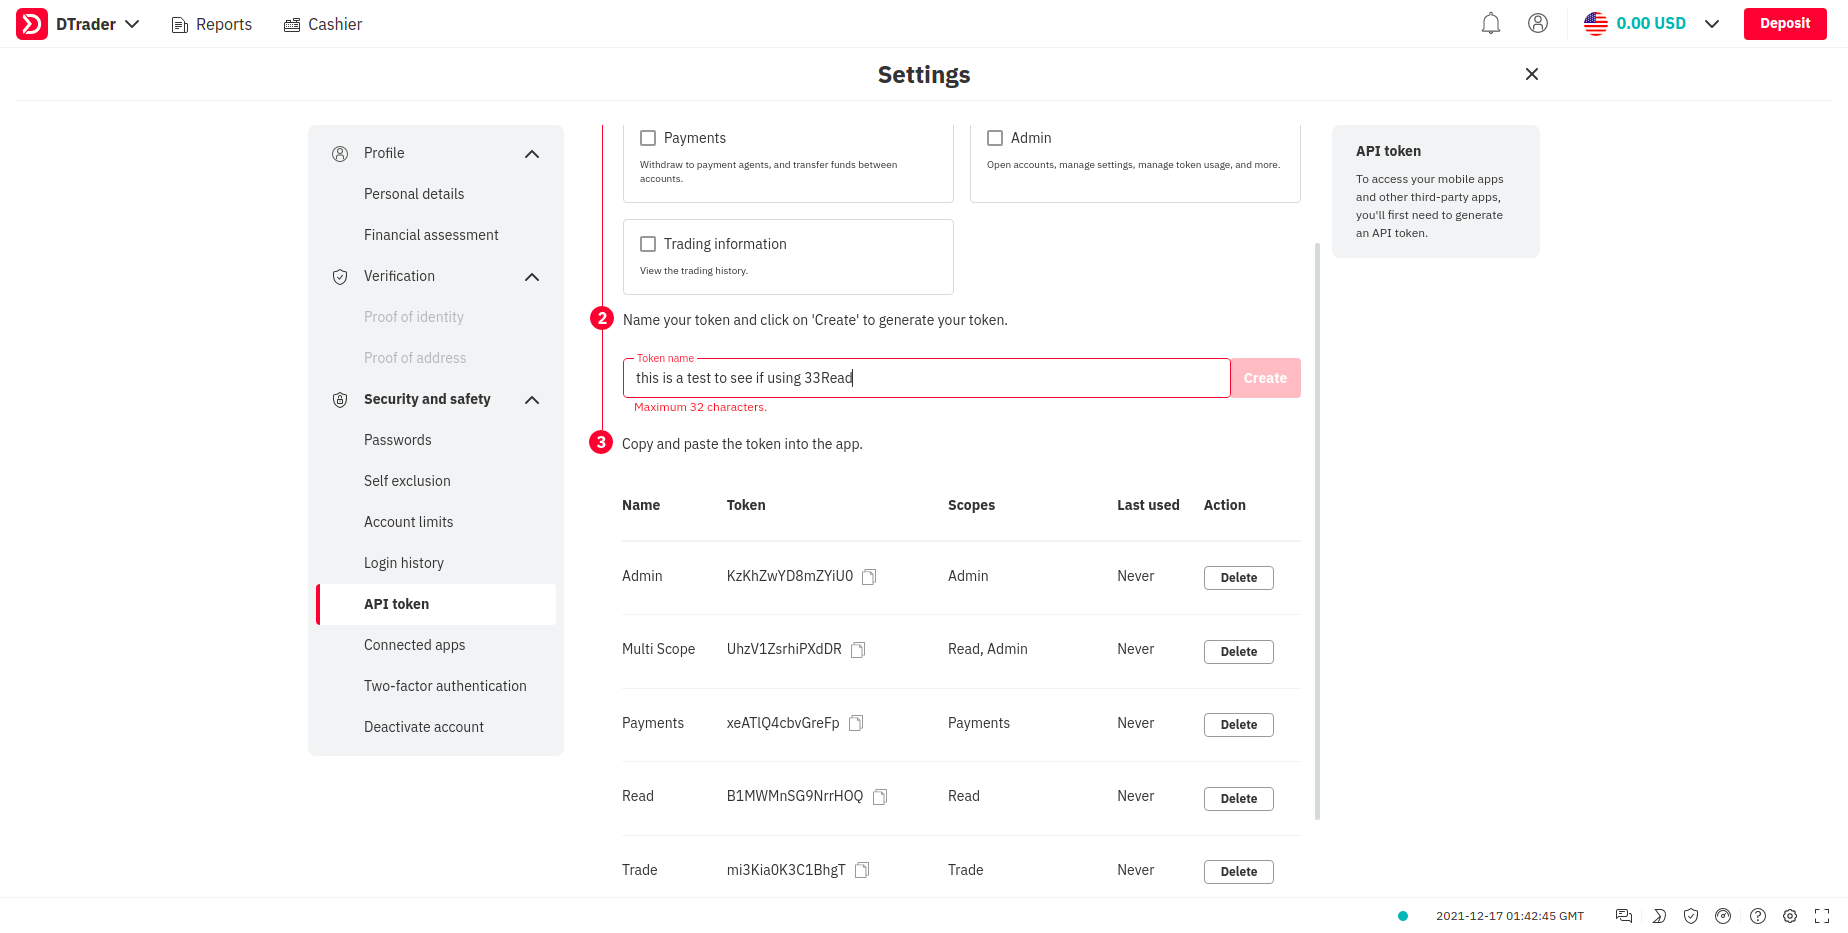 DTrader
Reports
Cashier
0.00 USD
Deposit
Settings
Profile
Personal details
Financial assessment
Verification
Proof of identity
Proof of address
Security and safety
Passwords
Self exclusion
Account limits
Login history
API token
Connected apps
Two-factor authentication
Deactivate account
Payments
Withdraw to payment agents, and transfer funds between
accounts.
Admin
Open accounts, manage settings, manage token usage, and more.
Trading information
View the trading history.
2 Name your token and click on 'Create' to generate your token.
Token name
this is a test to see if using 33Read
Create
Maximum 32 characters.
3 Copy and paste the token into the app.
Name Token Scopes Last used Action
Admin KzKhZwYD8mZYiU0 Admin Never Delete
Multi Scope UhzV1ZsrhiPXdDR Read, Admin Never Delete
Payments xeATlQ4cbvGreFp Payments Never Delete
Read B1MWMnSG9NrrHOQ Read Never Delete
Trade mi3Kia0K3C1BhgT Trade Never Delete
API token
To access your mobile apps
and other third-party apps,
you'll first need to generate
an API token.
2021-12-17 01:42:45 GMT